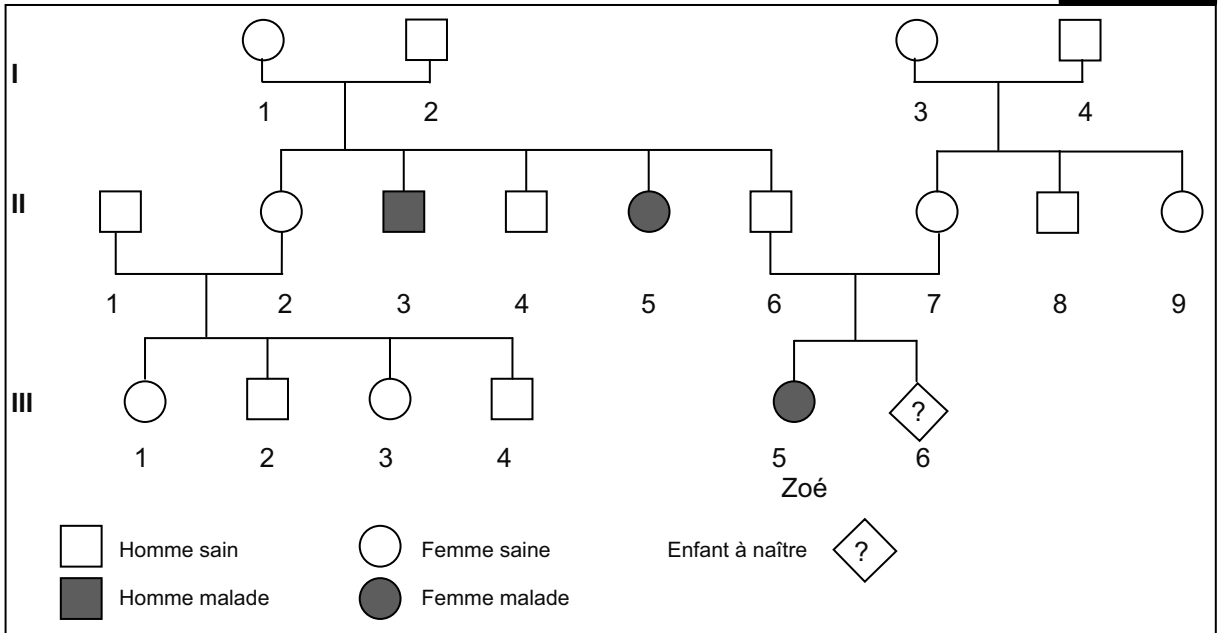 I
1 2 3 4
II
1 2 3 4 5 6 7 8 9
III
?
1 2 3 4 5 6
Zoé
Homme sain Femme saine Enfant à naître ?
Homme malade Femme malade